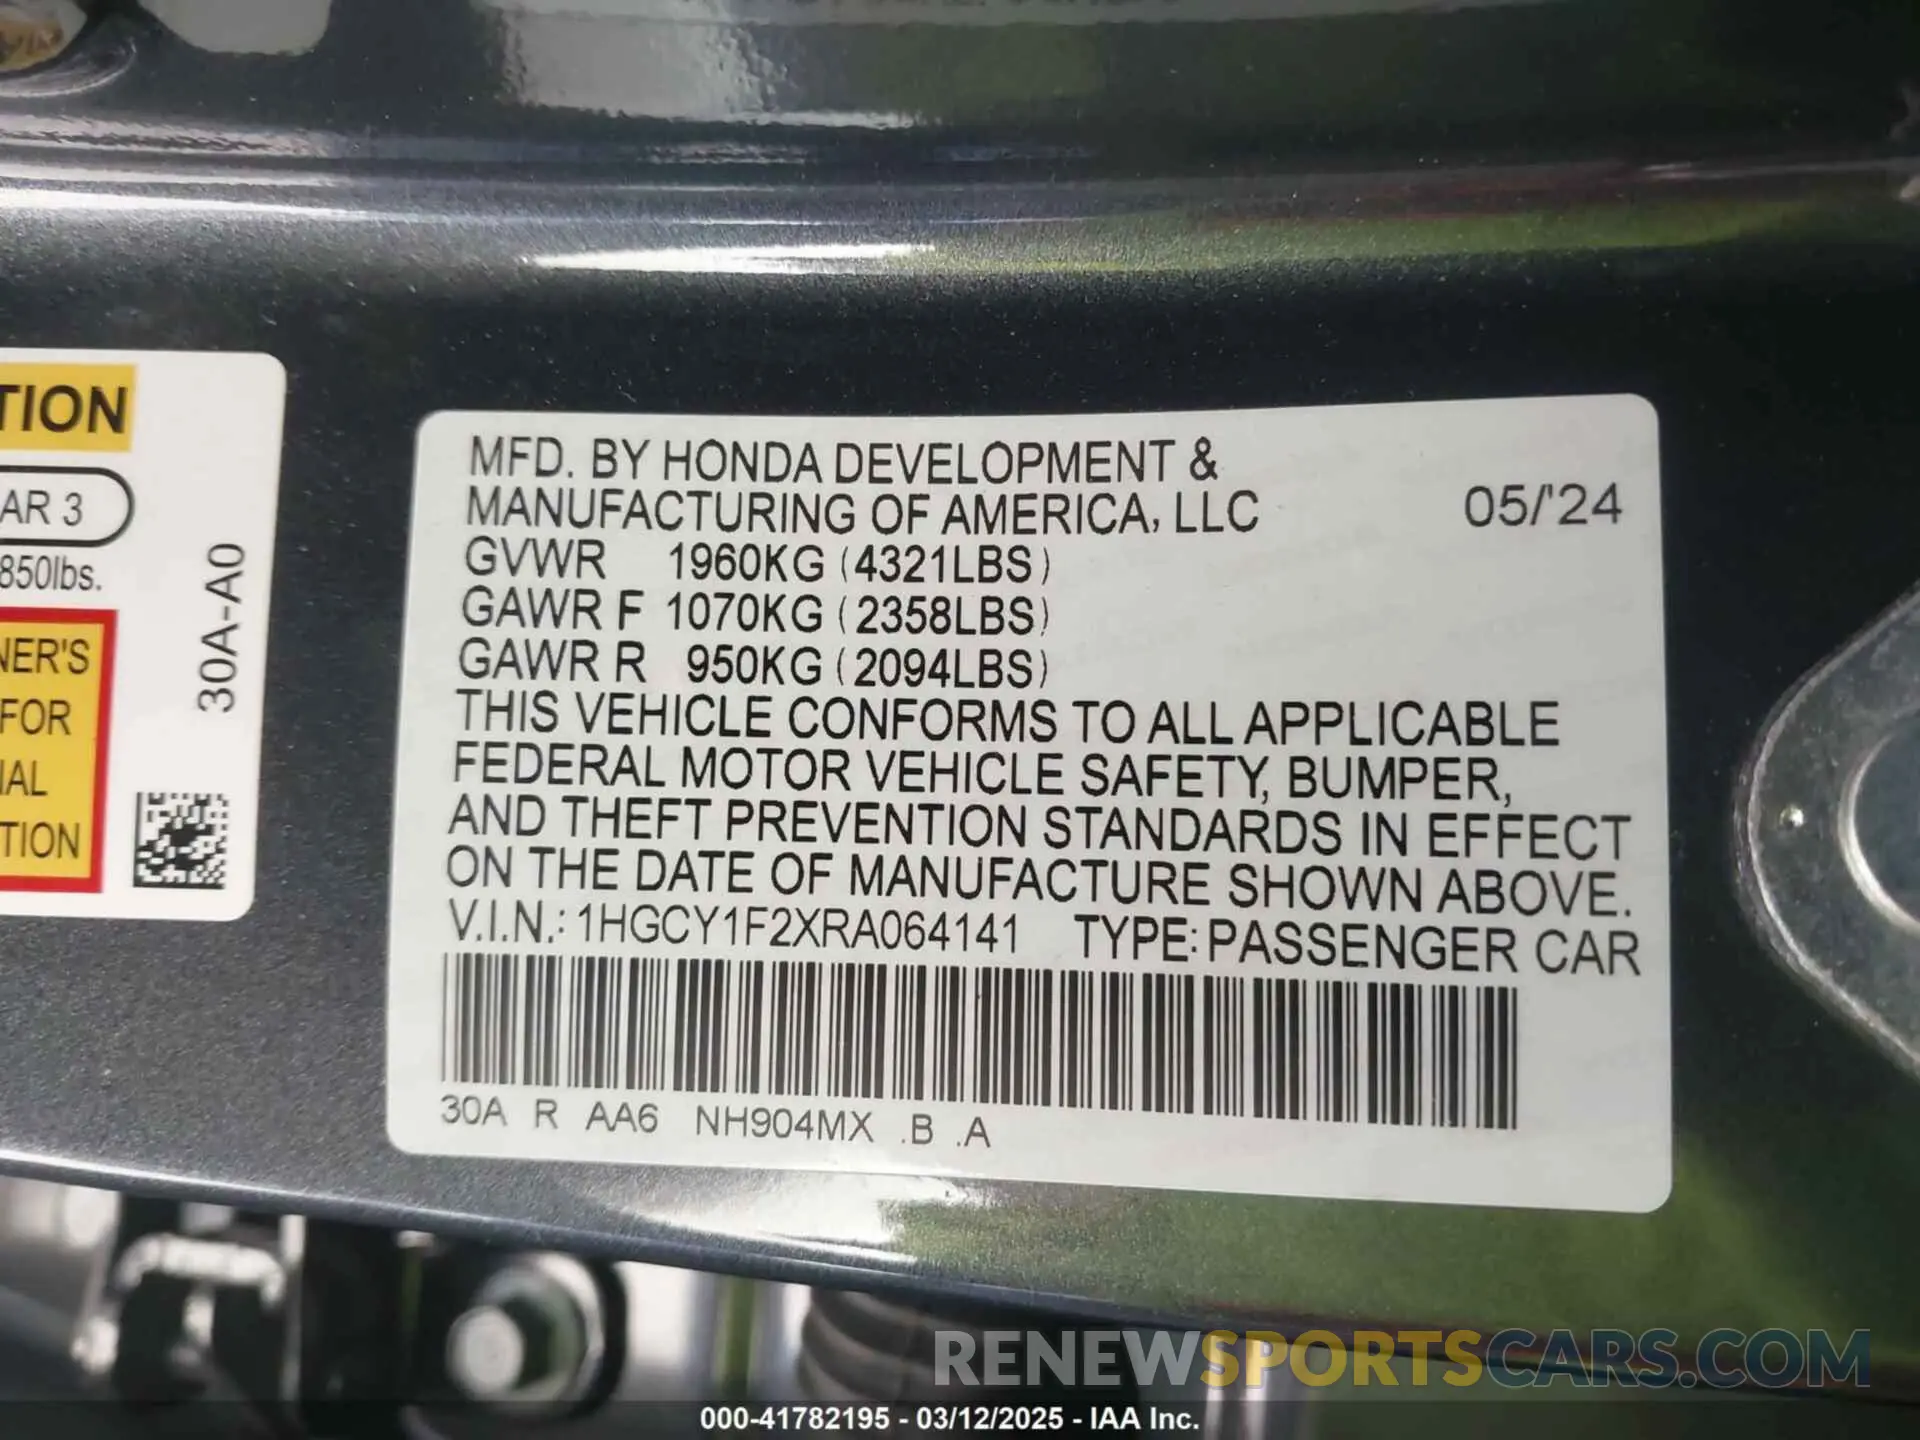 TION
AR 3
850lbs.
NER'S
FOR
IAL
TION
30A-A0
MFD. BY HONDA DEVELOPMENT &
MANUFACTURING OF AMERICA, LLC 05/'24
GVWR 1960KG (4321LBS)
GAWR F 1070KG (2358LBS)
GAWR R 950KG (2094LBS)
THIS VEHICLE CONFORMS TO ALL APPLICABLE
FEDERAL MOTOR VEHICLE SAFETY, BUMPER,
AND THEFT PREVENTION STANDARDS IN EFFECT
ON THE DATE OF MANUFACTURE SHOWN ABOVE.
V.I.N.: 1HGCY1F2XRA064141 TYPE: PASSENGER CAR
30A R AA6 NH904MX .B .A
RENEWSPORTSCARS.COM
000-41782195 - 03/12/2025 - IAA Inc.